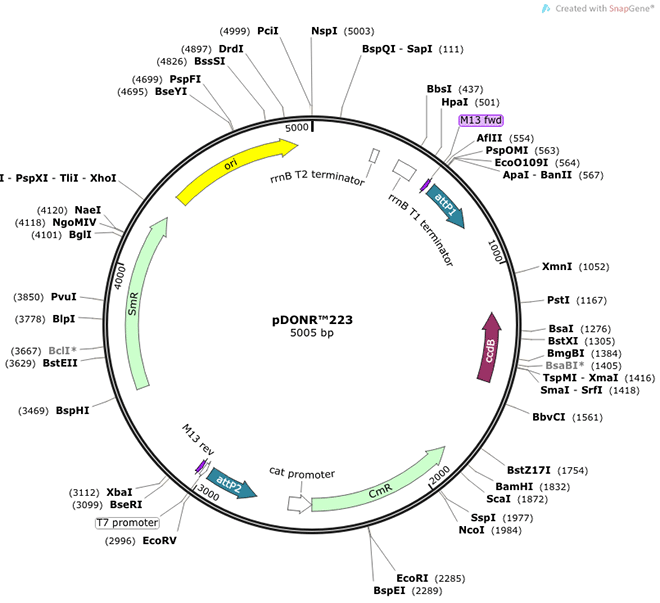 Created with SnapGene®
(4999) PciI
NspI (5003)
(4897) DrdI
BspQI - SapI (111)
(4826) BssSI
(4699) PspFI
(4695) BseYI
BbsI (437)
HpaI (501)
M13 fwd
AflII (554)
PspOMI (563)
EcoO109I (564)
ApaI - BanII (567)
5000
ori
rrnB T2 terminator
rrnB T1 terminator
attP1
I - PspXI - TliI - XhoI
(4120) NaeI
(4118) NgoMIV
(4101) BglI
1000
4000
XmnI (1052)
(3850) PvuI
PstI (1167)
SmR
(3778) BlpI
pDONR™223
5005 bp
BsaI (1276)
BstXI (1305)
ccdB
(3667) BclI*
BmgBI (1384)
(3629) BstEII
BsaBI* (1405)
TspMI - XmaI (1416)
SmaI - SrfI (1418)
(3469) BspHI
BbvCI (1561)
M13 rev
attP2
cat promoter
CmR
BstZ17I (1754)
2000
BamHI (1832)
3000
(3112) XbaI
ScaI (1872)
(3099) BseRI
SspI (1977)
T7 promoter
NcoI (1984)
(2996) EcoRV
EcoRI (2285)
BspEI (2289)